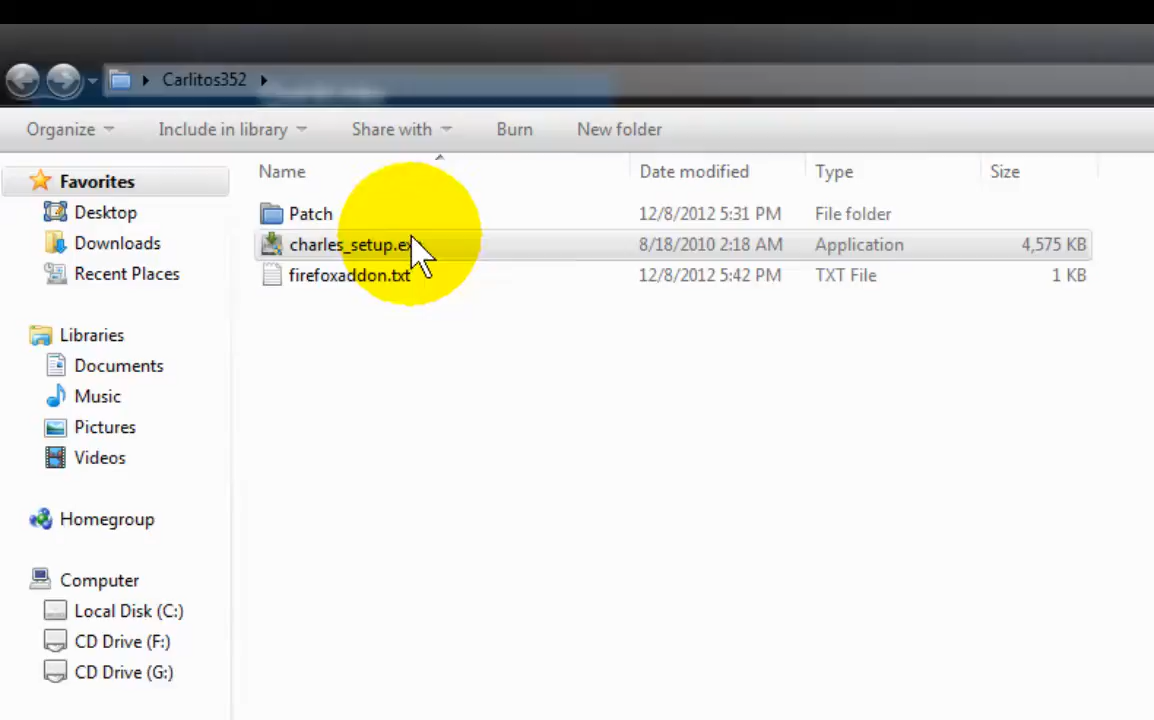 Carlitos352
Organize Include in library Share with Burn New folder
Name Date modified Type Size
Favorites
Desktop
Downloads
Recent Places
Libraries
Documents
Music
Pictures
Videos
Homegroup
Computer
Local Disk (C:)
CD Drive (F:)
CD Drive (G:)
Patch 12/8/2012 5:31 PM File folder
charles_setup.ex 8/18/2010 2:18 AM Application 4,575 KB
firefoxaddon.txt 12/8/2012 5:42 PM TXT File 1 KB